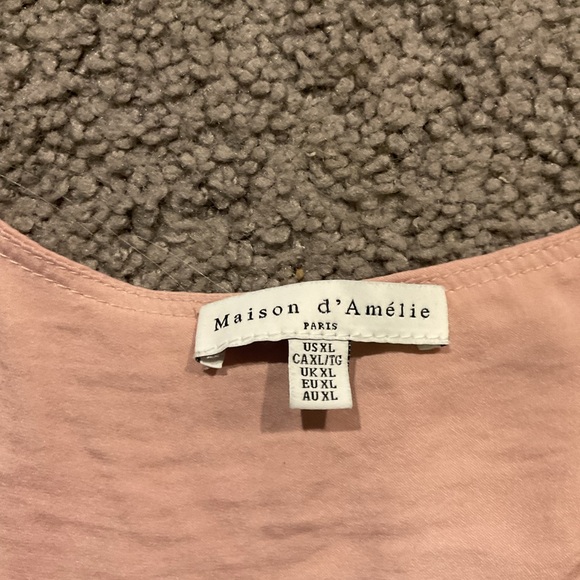 Maison d'Amélie
PARIS
US XL
CA XL/TG
UK XL
EU XL
AU XL